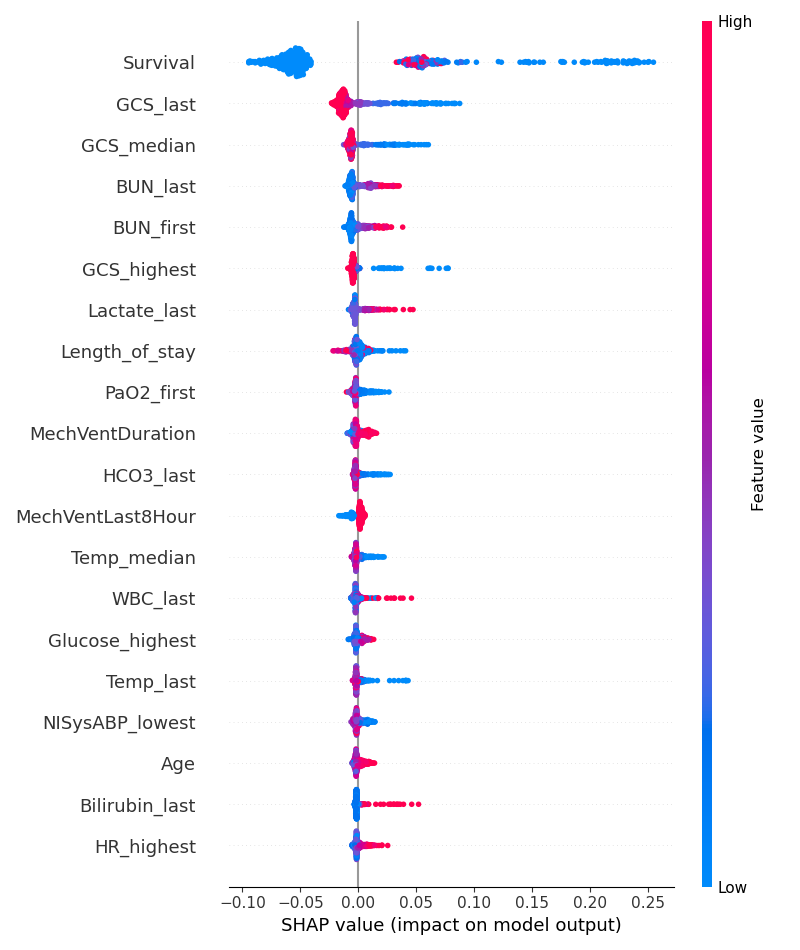 High
Survival
GCS_last
GCS_median
BUN_last
BUN_first
GCS_highest
Lactate_last
Length_of_stay
PaO2_first
MechVentDuration
HCO3_last
MechVentLast8Hour
Temp_median
WBC_last
Glucose_highest
Temp_last
NISysABP_lowest
Age
Bilirubin_last
HR_highest
Feature value
Low
−0.10 −0.05 0.00 0.05 0.10 0.15 0.20 0.25
SHAP value (impact on model output)